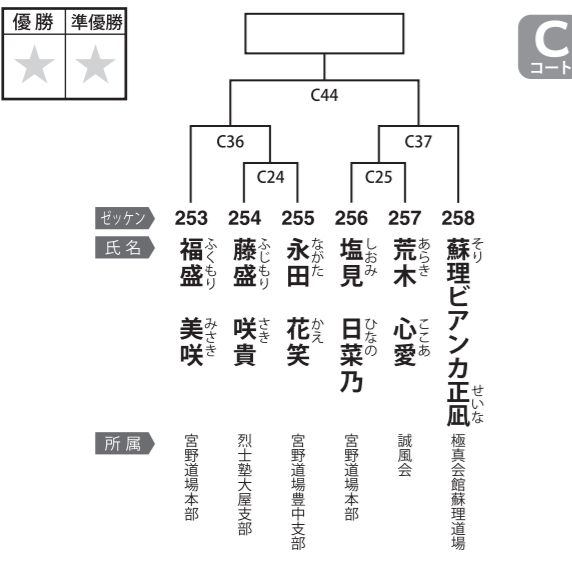 優勝 準優勝
C
コート
C44
C36 C37
C24 C25
ゼッケン 253 254 255 256 257 258
氏名
福盛 美咲
ふくもり みさき
藤盛 咲貴
ふじもり さき
永田 花笑
ながた かえ
塩見 日菜乃
しおみ ひなの
荒木 心愛
あらき ここあ
蘇理ビアンカ正凪
そり せいな
所属
宮野道場本部
烈士塾大屋支部
宮野道場豊中支部
宮野道場本部
誠風会
極真会館蘇理道場